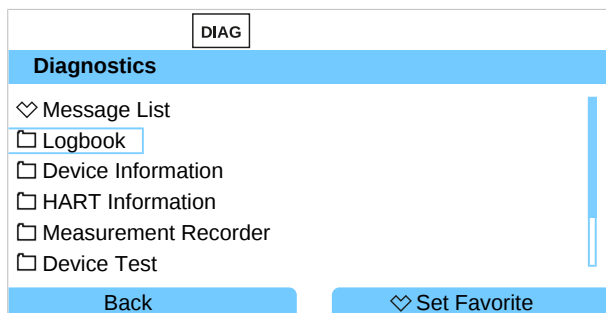 DIAG
Diagnostics
Message List
Logbook
Device Information
HART Information
Measurement Recorder
Device Test
Back Set Favorite